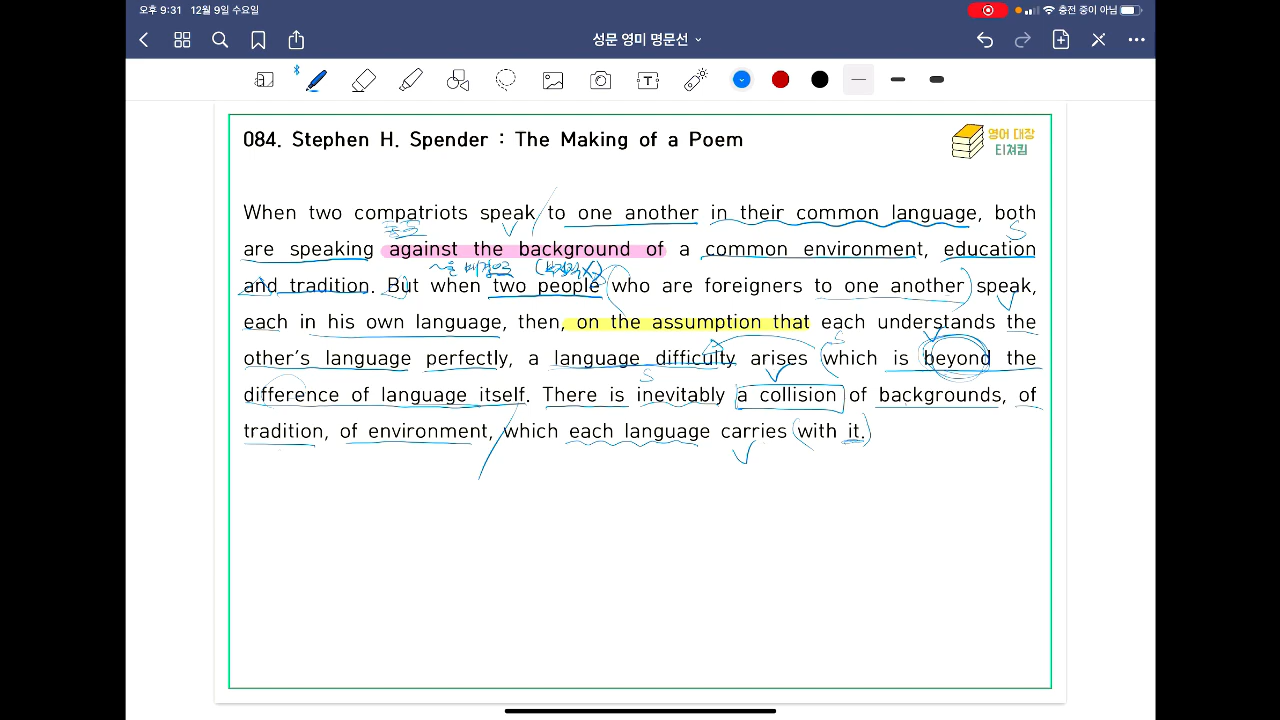 오후 9:31 12월 9일 수요일
충전 중이 아님
성문 영미 명문선
T
084. Stephen H. Spender : The Making of a Poem
영어 대장
티쳐킴
When two compatriots speak to one another in their common language, both
are speaking against the background of a common environment, education
S
~을 배경으로
and tradition. But when two people who are foreigners to one another speak,
each in his own language, then, on the assumption that each understands the
S
other's language perfectly, a language difficulty arises which is beyond the
S
difference of language itself. There is inevitably a collision of backgrounds, of
tradition, of environment, which each language carries (with it.)